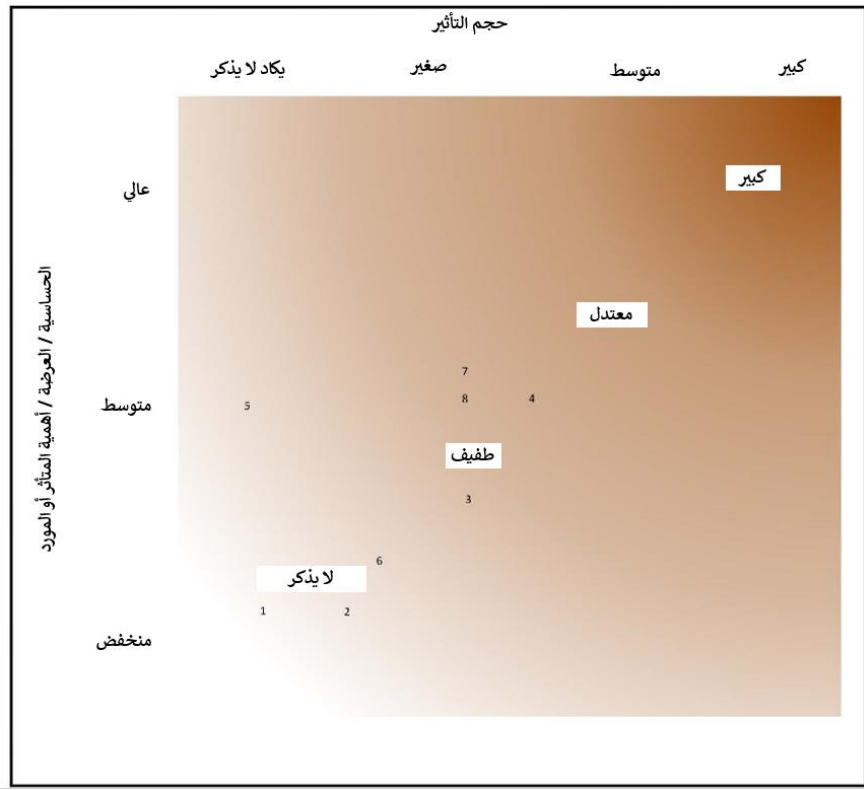 حجم التأثير
يكاد لا يذكر
صغير
متوسط
كبير
عالي
كبير
معتدل
الحساسية / العرضة / أهمية المتأثر أو المورد
7
متوسط
5
8
4
طفيف
3
6
لا يذكر
1
2
منخفض